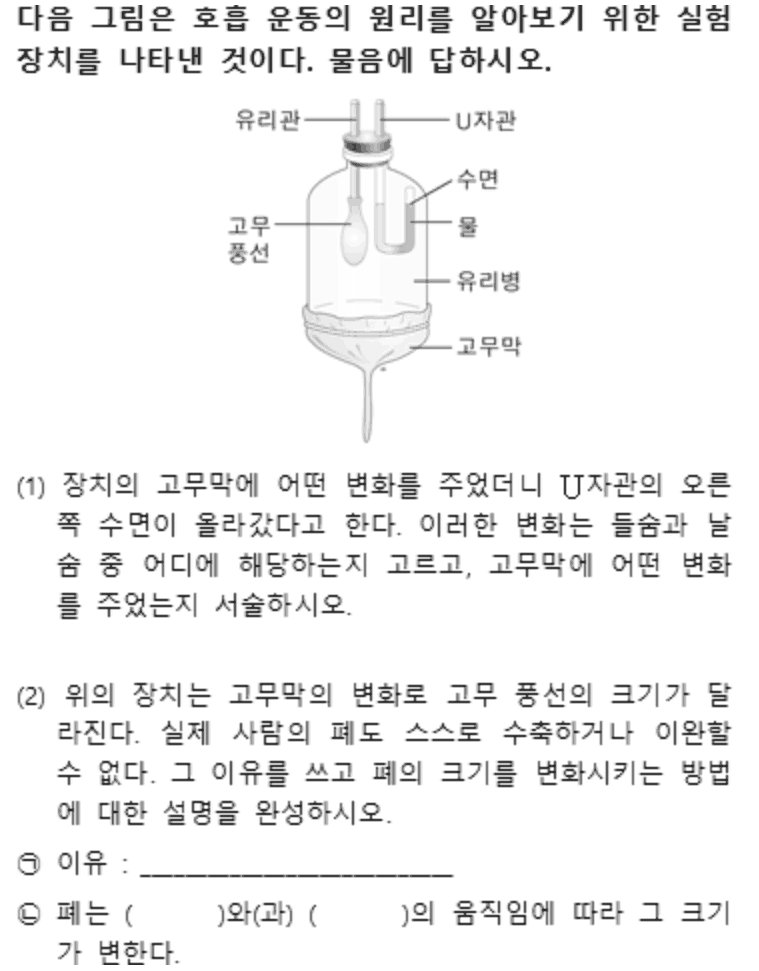 다음 그림은 호흡 운동의 원리를 알아보기 위한 실험
장치를 나타낸 것이다. 물음에 답하시오.
유리관
U자관
수면
고무
풍선
물
유리병
고무막
(1) 장치의 고무막에 어떤 변화를 주었더니 U자관의 오른
쪽 수면이 올라갔다고 한다. 이러한 변화는 들숨과 날
숨 중 어디에 해당하는지 고르고, 고무막에 어떤 변화
를 주었는지 서술하시오.
(2) 위의 장치는 고무막의 변화로 고무 풍선의 크기가 달
라진다. 실제 사람의 폐도 스스로 수축하거나 이완할
수 없다. 그 이유를 쓰고 폐의 크기를 변화시키는 방법
에 대한 설명을 완성하시오.
㉠ 이유 : ______________________
㉡ 폐는 (      )와(과) (      )의 움직임에 따라 그 크기
가 변한다.